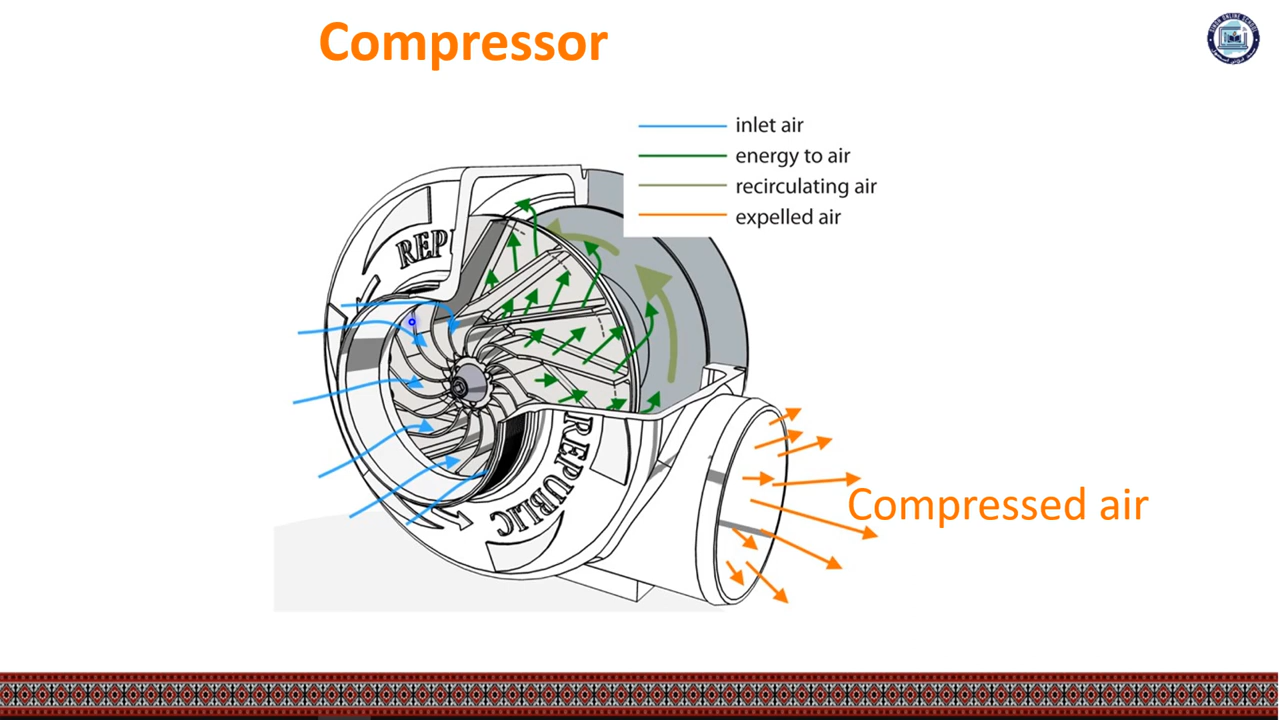 Compressor
inlet air
energy to air
recirculating air
expelled air
REP
REPUBLIC
Compressed air